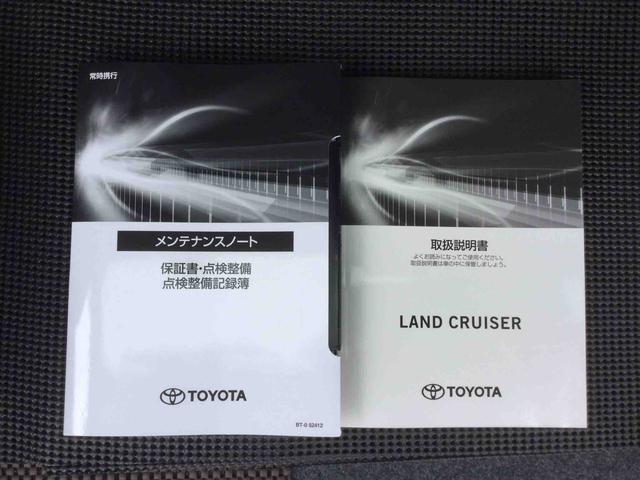 常時携行
メンテナンスノート
保証書・点検整備
点検整備記録簿
TOYOTA
BT-0 52412
取扱説明書
よくお読みになってご使用ください。
取扱説明書は車の中に保管しましょう。
LAND CRUISER
TOYOTA